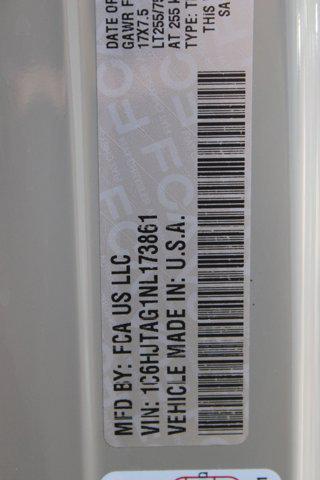 MFD BY: FCA US LLC
VIN: 1C6HJTAG1NL173861
VEHICLE MADE IN: U.S.A.
DATE OF
GAWR F
17X7.5
LT255/75
AT 255 k
TYPE: T
THIS
SA